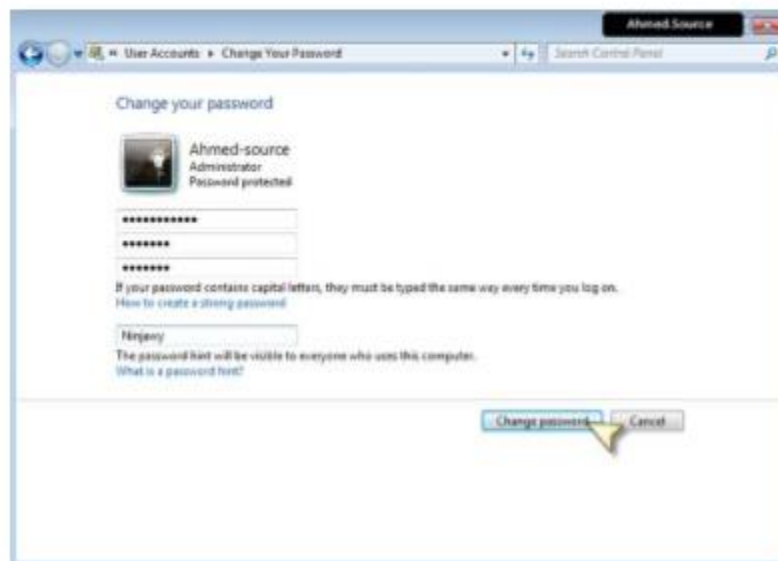 Ahmed.Source
« User Accounts ▸ Change Your Password
Search Control Panel
Change your password
Ahmed-source
Administrator
Password protected
•••••••••••
•••••••
•••••••
If your password contains capital letters, they must be typed the same way every time you log on.
How to create a strong password
Ninjawy
The password hint will be visible to everyone who uses this computer.
What is a password hint?
Change password
Cancel